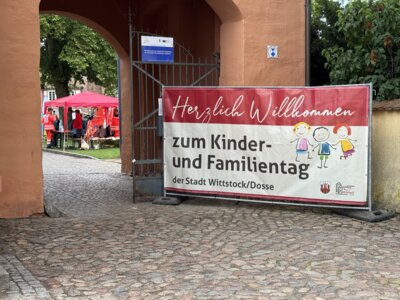 Herzlich Willkommen
zum Kinder-
und Familientag
der Stadt Wittstock/Dosse